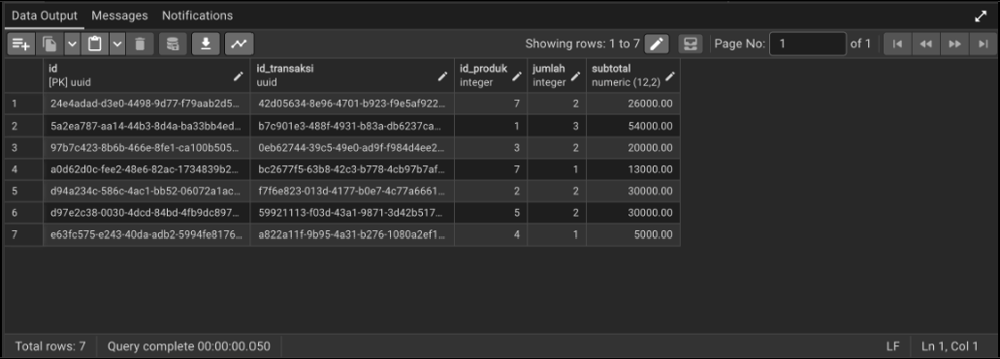 Data Output Messages Notifications
Showing rows: 1 to 7 Page No: 1 of 1
id id_transaksi id_produk jumlah subtotal
[PK] uuid uuid integer integer numeric (12,2)
1 24e4adad-d3e0-4498-9d77-f79aab2d5... 42d05634-8e96-4701-b923-f9e5af922... 7 2 26000.00
2 5a2ea787-aa14-44b3-8d4a-ba33bb4ed... b7c901e3-488f-4931-b83a-db6237ca... 1 3 54000.00
3 97b7c423-8b6b-466e-8fe1-ca100b505... 0eb62744-39c5-49e0-ad9f-f984d4ee2... 3 2 20000.00
4 a0d62d0c-fee2-48e6-82ac-1734839b2... bc2677f5-63b8-42c3-b778-4cb97b7af... 7 1 13000.00
5 d94a234c-586c-4ac1-bb52-06072a1ac... f7f6e823-013d-4177-b0e7-4c77a6661... 2 2 30000.00
6 d97e2c38-0030-4dcd-84bd-4fb9dc897... 59921113-f03d-43a1-9871-3d42b517... 5 2 30000.00
7 e63fc575-e243-40da-adb2-5994fe8176... a822a11f-9b95-4a31-b276-1080a2ef1... 4 1 5000.00
Total rows: 7 Query complete 00:00:00.050 LF Ln 1, Col 1